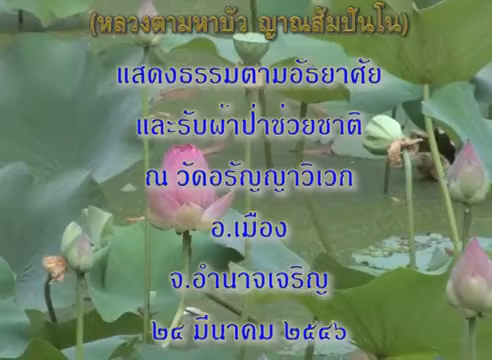 (หลวงตามหาบัว ญาณสัมปันโน)
แสดงธรรมตามอัธยาศัย
และรับผ้าป่าช่วยชาติ
ณ วัดอรัญญาวิเวก
อ.เมือง
จ.อำนาจเจริญ
๒๔ มีนาคม ๒๕๔๖